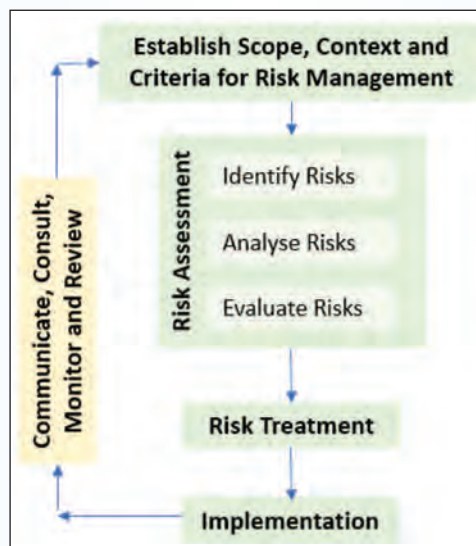 Establish Scope, Context and
Criteria for Risk Management
Risk Assessment
Identify Risks
Analyse Risks
Evaluate Risks
Risk Treatment
Implementation
Communicate, Consult,
Monitor and Review